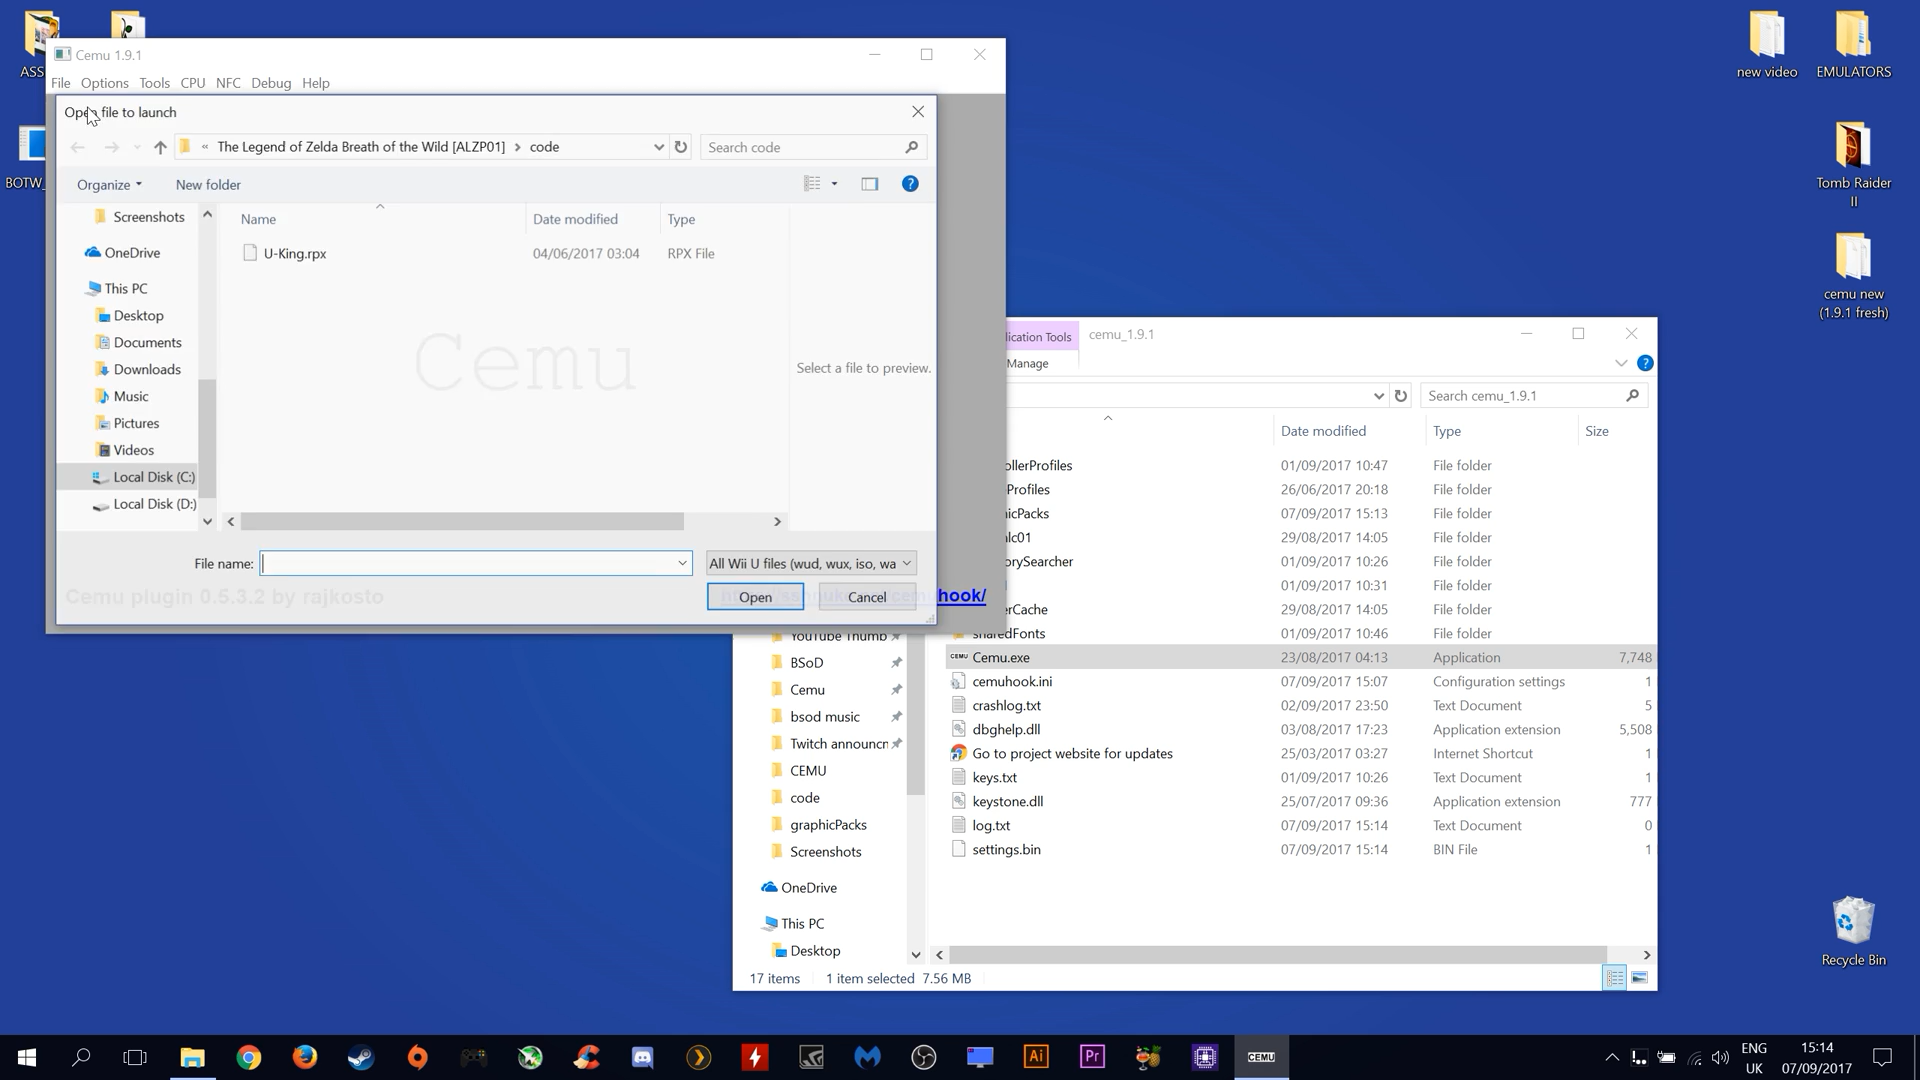 ASS
BOTW_
new video
EMULATORS
Tomb Raider
II
cemu new
(1.9.1 fresh)
Recycle Bin
Cemu 1.9.1
File Options Tools CPU NFC Debug Help
Open file to launch
« The Legend of Zelda Breath of the Wild [ALZP01] > code
Search code
Organize
New folder
Name Date modified Type
U-King.rpx 04/06/2017 03:04 RPX File
Screenshots
OneDrive
This PC
Desktop
Documents
Downloads
Music
Pictures
Videos
Local Disk (C:)
Local Disk (D:)
Cemu
Select a file to preview.
File name:
All Wii U files (wud, wux, iso, wa
Open
Cancel
Cemu plugin 0.5.3.2 by rajkosto
hook/
lication Tools
cemu_1.9.1
Manage
Search cemu_1.9.1
Date modified Type Size
ollerProfiles 01/09/2017 10:47 File folder
Profiles 26/06/2017 20:18 File folder
icPacks 07/09/2017 15:13 File folder
lc01 29/08/2017 14:05 File folder
orySearcher 01/09/2017 10:26 File folder
01/09/2017 10:31 File folder
erCache 29/08/2017 14:05 File folder
sharedFonts 01/09/2017 10:46 File folder
CEMU Cemu.exe 23/08/2017 04:13 Application 7,748
cemuhook.ini 07/09/2017 15:07 Configuration settings 1
crashlog.txt 02/09/2017 23:50 Text Document 5
dbghelp.dll 03/08/2017 17:23 Application extension 5,508
Go to project website for updates 25/03/2017 03:27 Internet Shortcut 1
keys.txt 01/09/2017 10:26 Text Document 1
keystone.dll 25/07/2017 09:36 Application extension 777
log.txt 07/09/2017 15:14 Text Document 0
settings.bin 07/09/2017 15:14 BIN File 1
YouTube Thumb
BSoD
Cemu
bsod music
Twitch announcn
CEMU
code
graphicPacks
Screenshots
OneDrive
This PC
Desktop
17 items 1 item selected 7.56 MB
Ai
Pr
CEMU
ENG
UK
15:14
07/09/2017